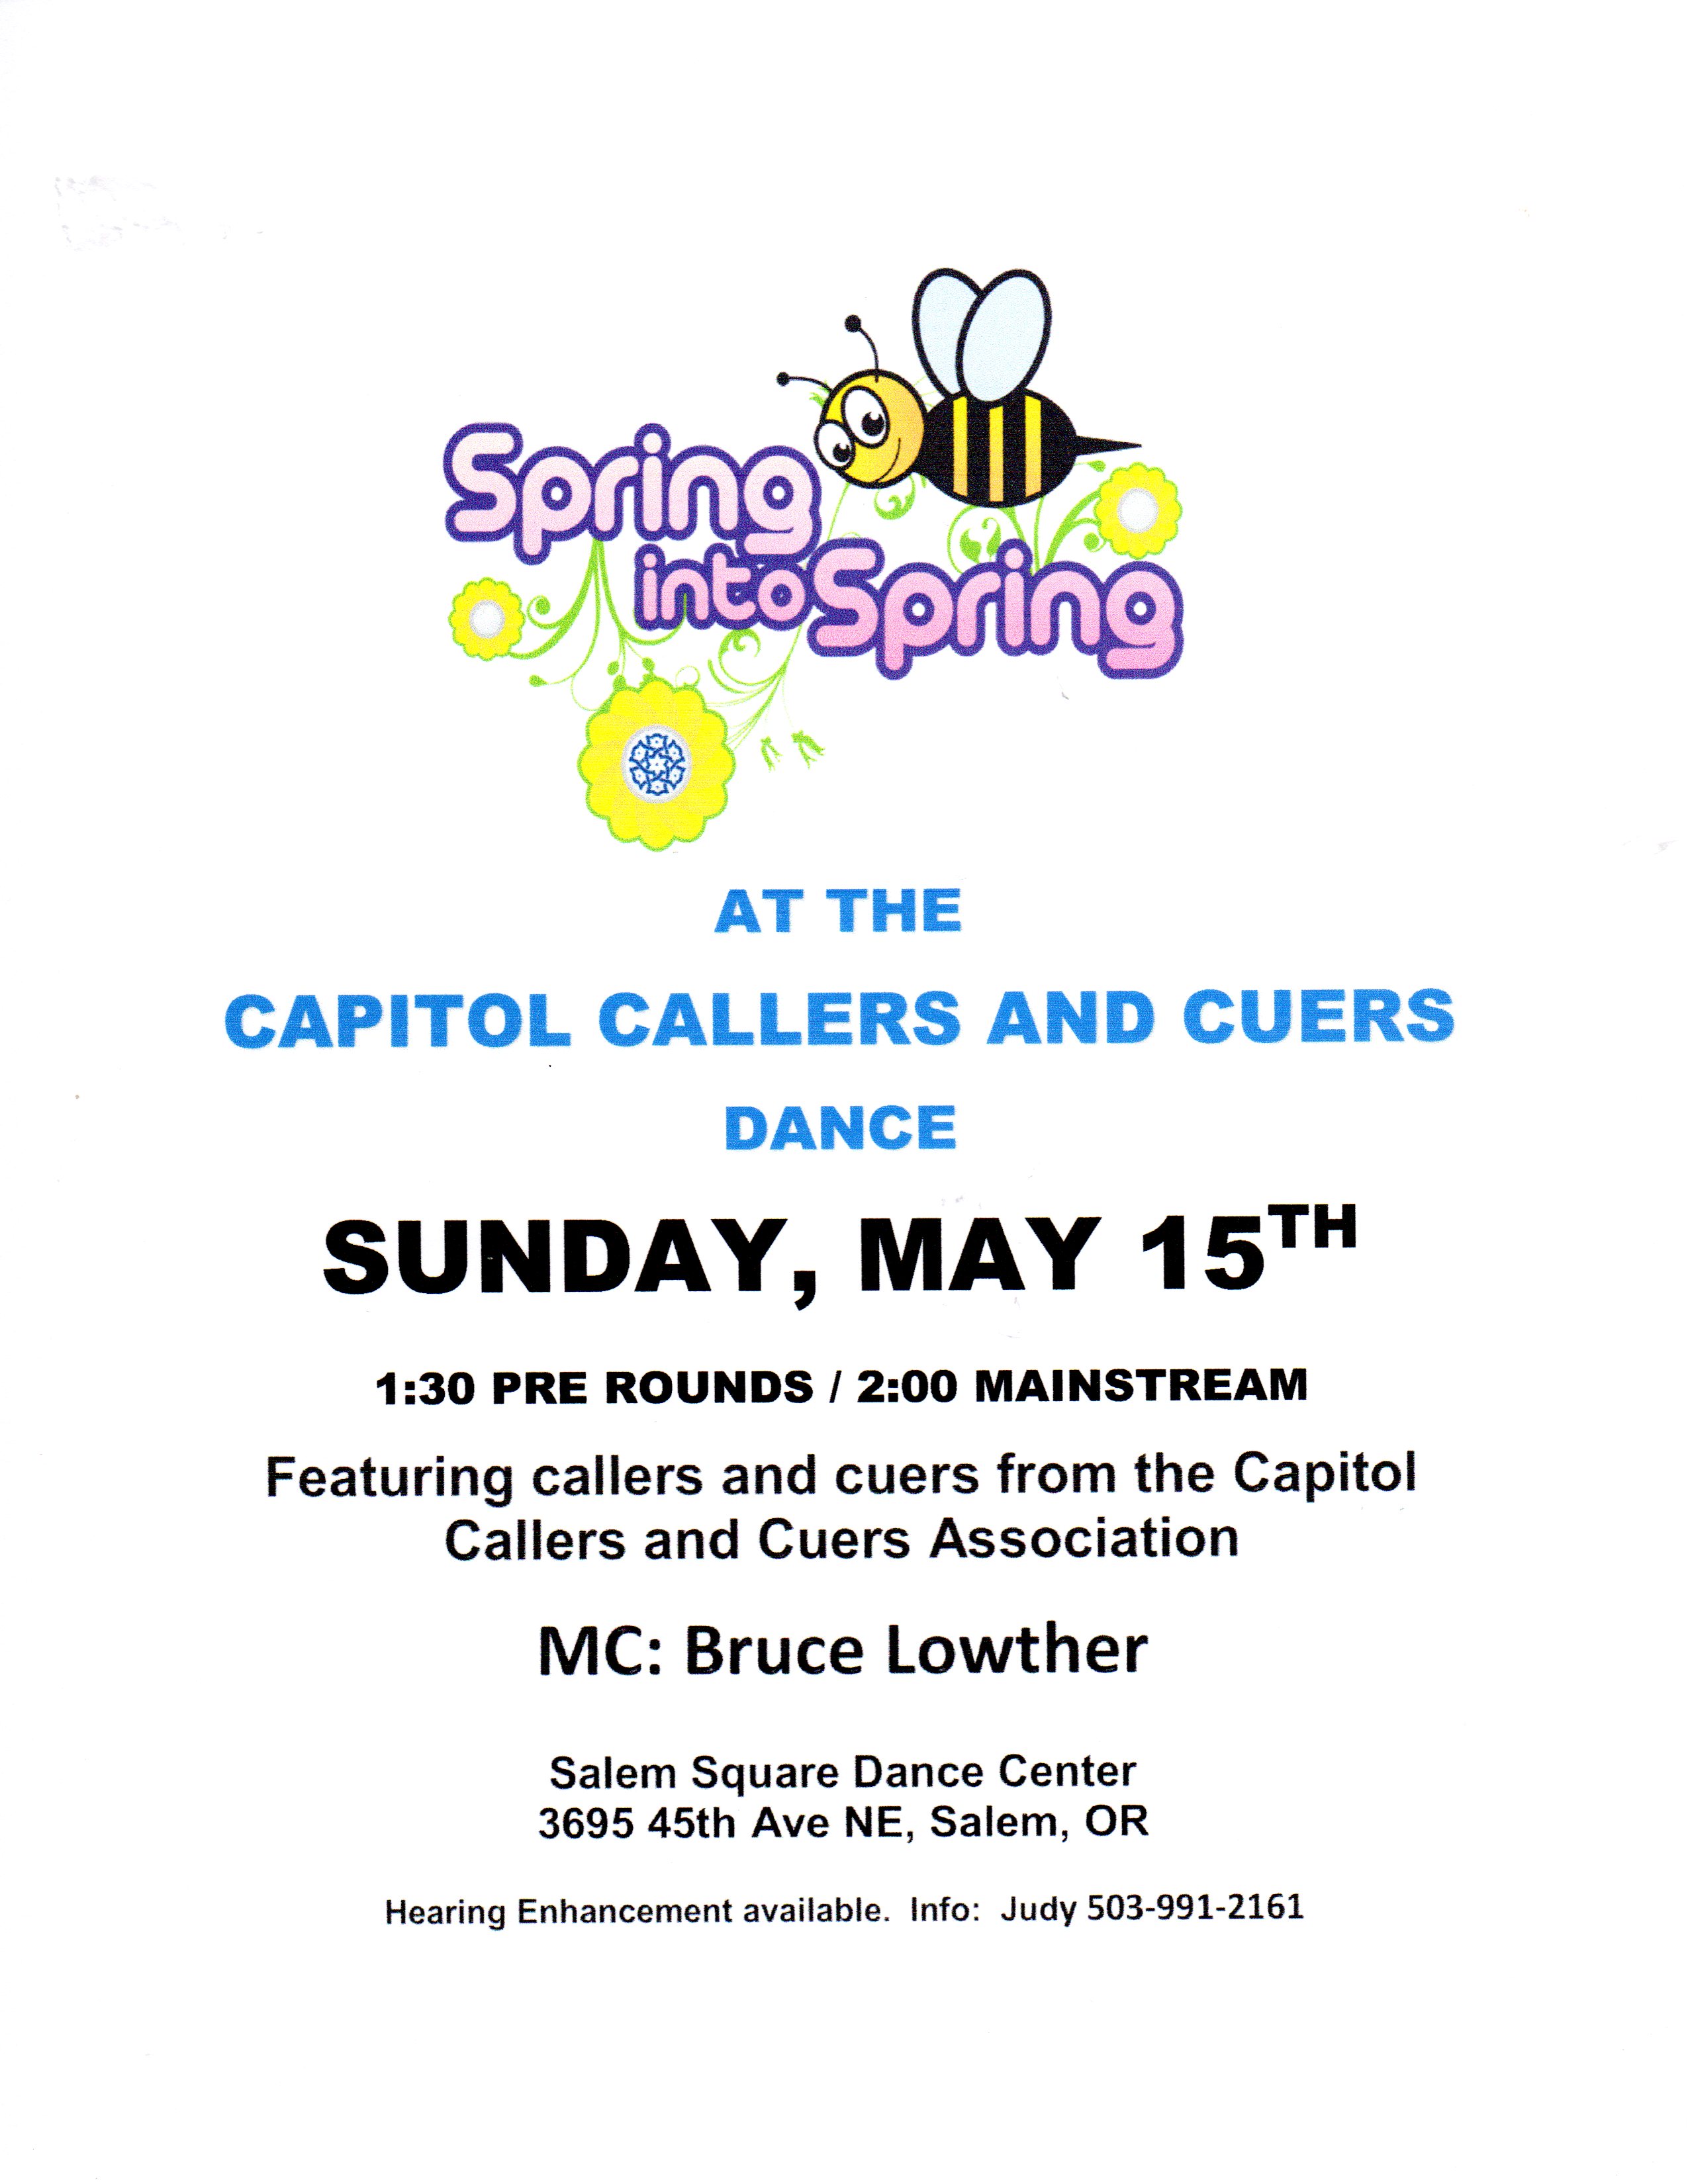 Spring
into Spring
AT THE
CAPITOL CALLERS AND CUERS
DANCE
SUNDAY, MAY 15TH
1:30 PRE ROUNDS / 2:00 MAINSTREAM
Featuring callers and cuers from the Capitol
Callers and Cuers Association
MC: Bruce Lowther
Salem Square Dance Center
3695 45th Ave NE, Salem, OR
Hearing Enhancement available. Info: Judy 503-991-2161